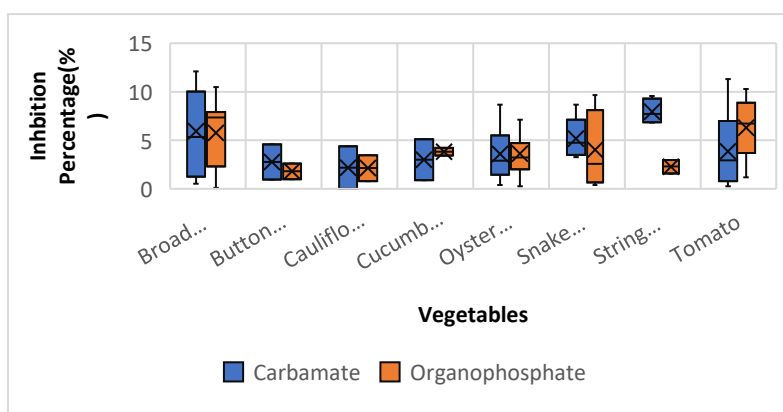 Inhbition
Percentage(%
)
15
10
5
0
Broad...
Button...
Cauliflo...
Cucumb...
Oyster...
Snake...
String...
Tomato
Vegetables
Carbamate Organophosphate